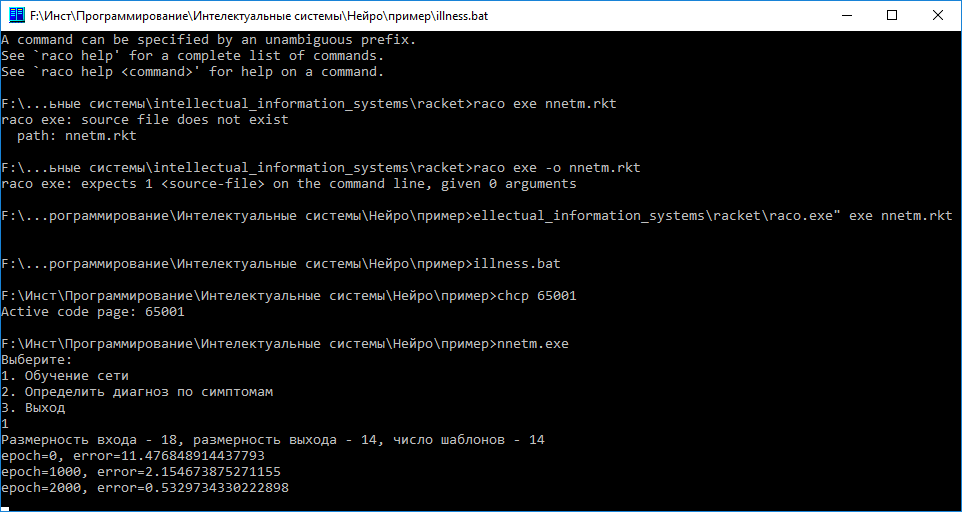 F:\Инст\Программирование\Интелектуальные системы\Нейро\пример\illness.bat
A command can be specified by an unambiguous prefix.
See `raco help' for a complete list of commands.
See `raco help <command>' for help on a command.
F:\...ьные системы\intellectual_information_systems\racket>raco exe nnetm.rkt
raco exe: source file does not exist
path: nnetm.rkt
F:\...ьные системы\intellectual_information_systems\racket>raco exe -o nnetm.rkt
raco exe: expects 1 <source-file> on the command line, given 0 arguments
F:\...рограммирование\Интелектуальные системы\Нейро\пример>ellectual_information_systems\racket\raco.exe" exe nnetm.rkt
F:\...рограммирование\Интелектуальные системы\Нейро\пример>illness.bat
F:\Инст\Программирование\Интелектуальные системы\Нейро\пример>chcp 65001
Active code page: 65001
F:\Инст\Программирование\Интелектуальные системы\Нейро\пример>nnetm.exe
Выберите:
1. Обучение сети
2. Определить диагноз по симптомам
3. Выход
1
Размерность входа - 18, размерность выхода - 14, число шаблонов - 14
epoch=0, error=11.476848914437793
epoch=1000, error=2.154673875271155
epoch=2000, error=0.5329734330222898